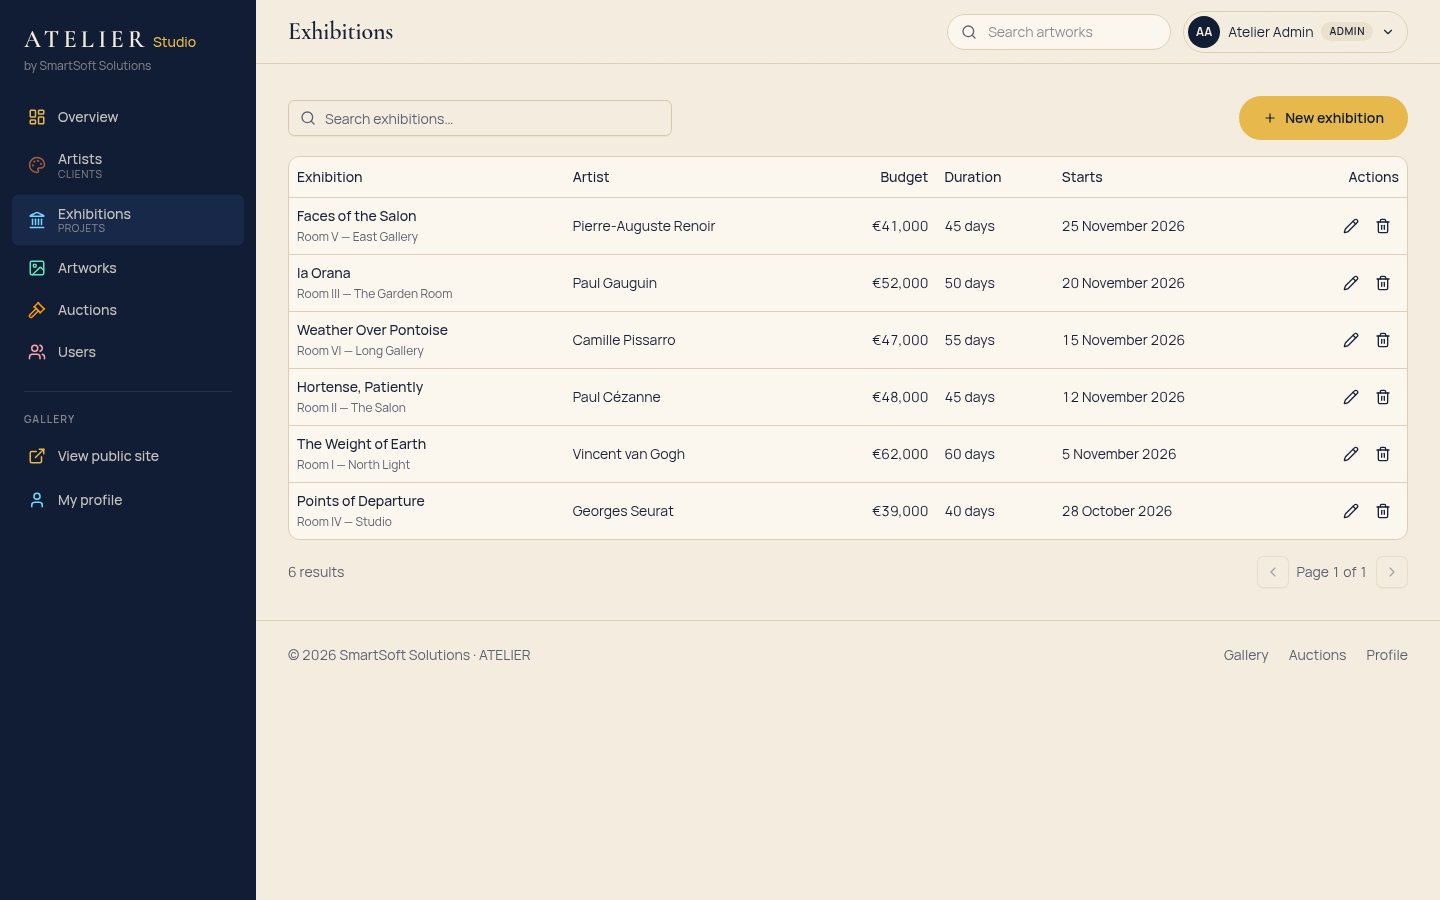 ATELIER Studio
by SmartSoft Solutions
Overview
Artists
CLIENTS
Exhibitions
PROJETS
Artworks
Auctions
Users
GALLERY
View public site
My profile
Exhibitions
Search artworks
AA Atelier Admin ADMIN
Search exhibitions...
New exhibition
Exhibition Artist Budget Duration Starts Actions
Faces of the Salon
Room V — East Gallery
Pierre-Auguste Renoir €41,000 45 days 25 November 2026
Ia Orana
Room III — The Garden Room
Paul Gauguin €52,000 50 days 20 November 2026
Weather Over Pontoise
Room VI — Long Gallery
Camille Pissarro €47,000 55 days 15 November 2026
Hortense, Patiently
Room II — The Salon
Paul Cézanne €48,000 45 days 12 November 2026
The Weight of Earth
Room I — North Light
Vincent van Gogh €62,000 60 days 5 November 2026
Points of Departure
Room IV — Studio
Georges Seurat €39,000 40 days 28 October 2026
6 results
Page 1 of 1
© 2026 SmartSoft Solutions · ATELIER
Gallery Auctions Profile